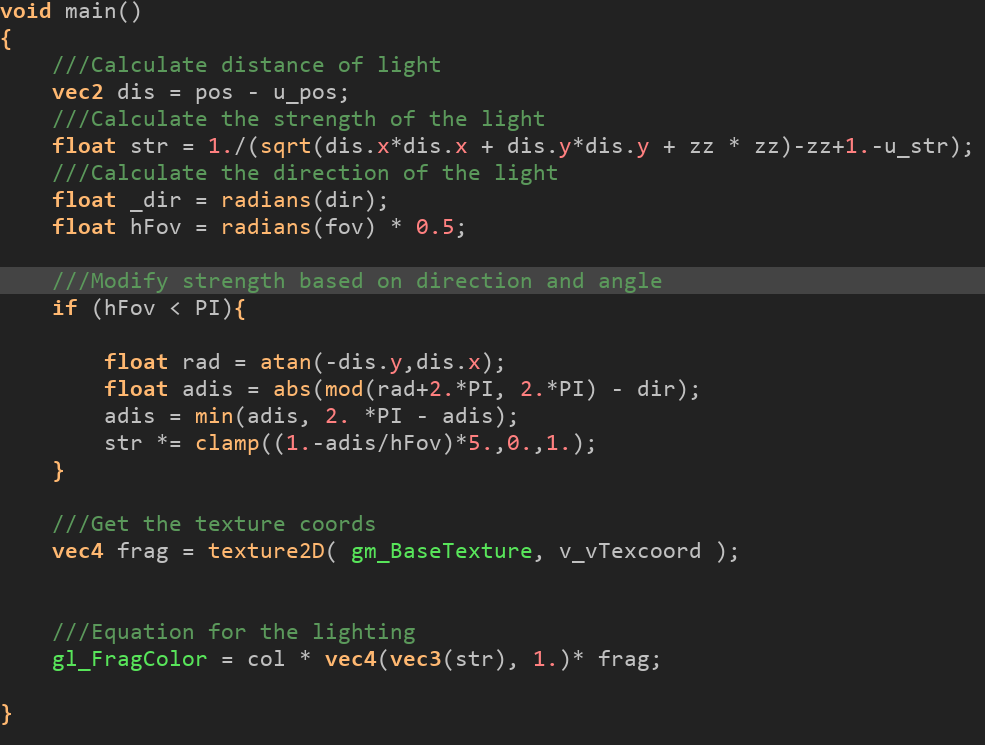 void main()
{
///Calculate distance of light
vec2 dis = pos - u_pos;
///Calculate the strength of the light
float str = 1./(sqrt(dis.x*dis.x + dis.y*dis.y + zz * zz)-zz+1.-u_str);
///Calculate the direction of the light
float _dir = radians(dir);
float hFov = radians(fov) * 0.5;
///Modify strength based on direction and angle
if (hFov < PI){
float rad = atan(-dis.y,dis.x);
float adis = abs(mod(rad+2.*PI, 2.*PI) - dir);
adis = min(adis, 2. *PI - adis);
str *= clamp((1.-adis/hFov)*5.,0.,1.);
}
///Get the texture coords
vec4 frag = texture2D( gm_BaseTexture, v_vTexcoord );
///Equation for the lighting
gl_FragColor = col * vec4(vec3(str), 1.)* frag;
}